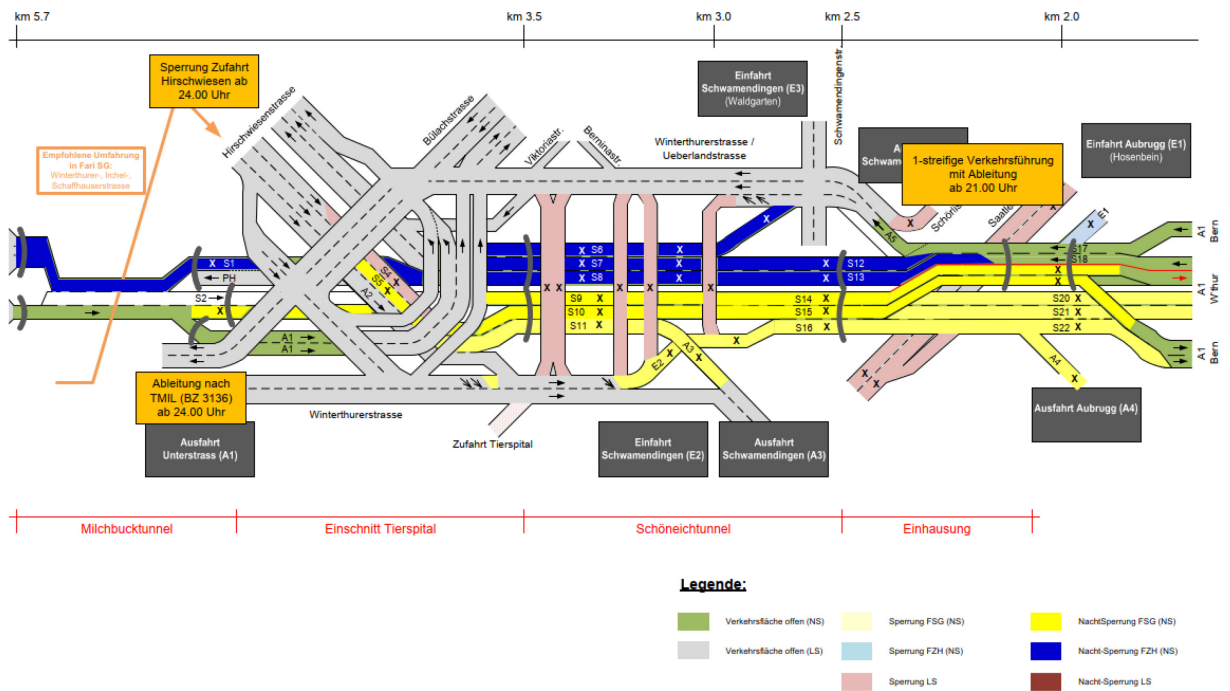 km 5.7
km 3.5
km 3.0
km 2.5
km 2.0
Sperrung Zufahrt
Hirschwiesen ab
24.00 Uhr
Empfohlene Umfahrung
in Fari SG:
Winterthurer-, Irchel-,
Schaffhauserstrasse
Hirschwiesenstrasse
Bülachstrasse
Viktoriastr.
Berninastr.
Einfahrt
Schwamendingen (E3)
(Waldgarten)
Winterthurerstrasse /
Ueberlandstrasse
Schwamendingenstr.
A
Schwam
1-streifige Verkehrsführung
mit Ableitung
ab 21.00 Uhr
Einfahrt Aubrugg (E1)
(Hosenbein)
E1
A5
A1
Bern
S1
PH
S2
S4
S5
A2
S6
S7
S8
S9
S10
S11
S12
S13
S14
S15
S16
S17
S18
S20
S21
S22
W'thur
A1
A1
E2
A3
A4
A1
Bern
Ableitung nach
TMIL (BZ 3136)
ab 24.00 Uhr
Winterthurerstrasse
Zufahrt Tierspital
Ausfahrt
Unterstrass (A1)
Einfahrt
Schwamendingen (E2)
Ausfahrt
Schwamendingen (A3)
Ausfahrt Aubrugg (A4)
Milchbucktunnel
Einschnitt Tierspital
Schöneichtunnel
Einhausung
Legende:
Verkehrsfläche offen (NS)
Sperrung FSG (NS)
NachtSperrung FSG (NS)
Verkehrsfläche offen (LS)
Sperrung FZH (NS)
Nacht-Sperrung FZH (NS)
Sperrung LS
Nacht-Sperrung LS